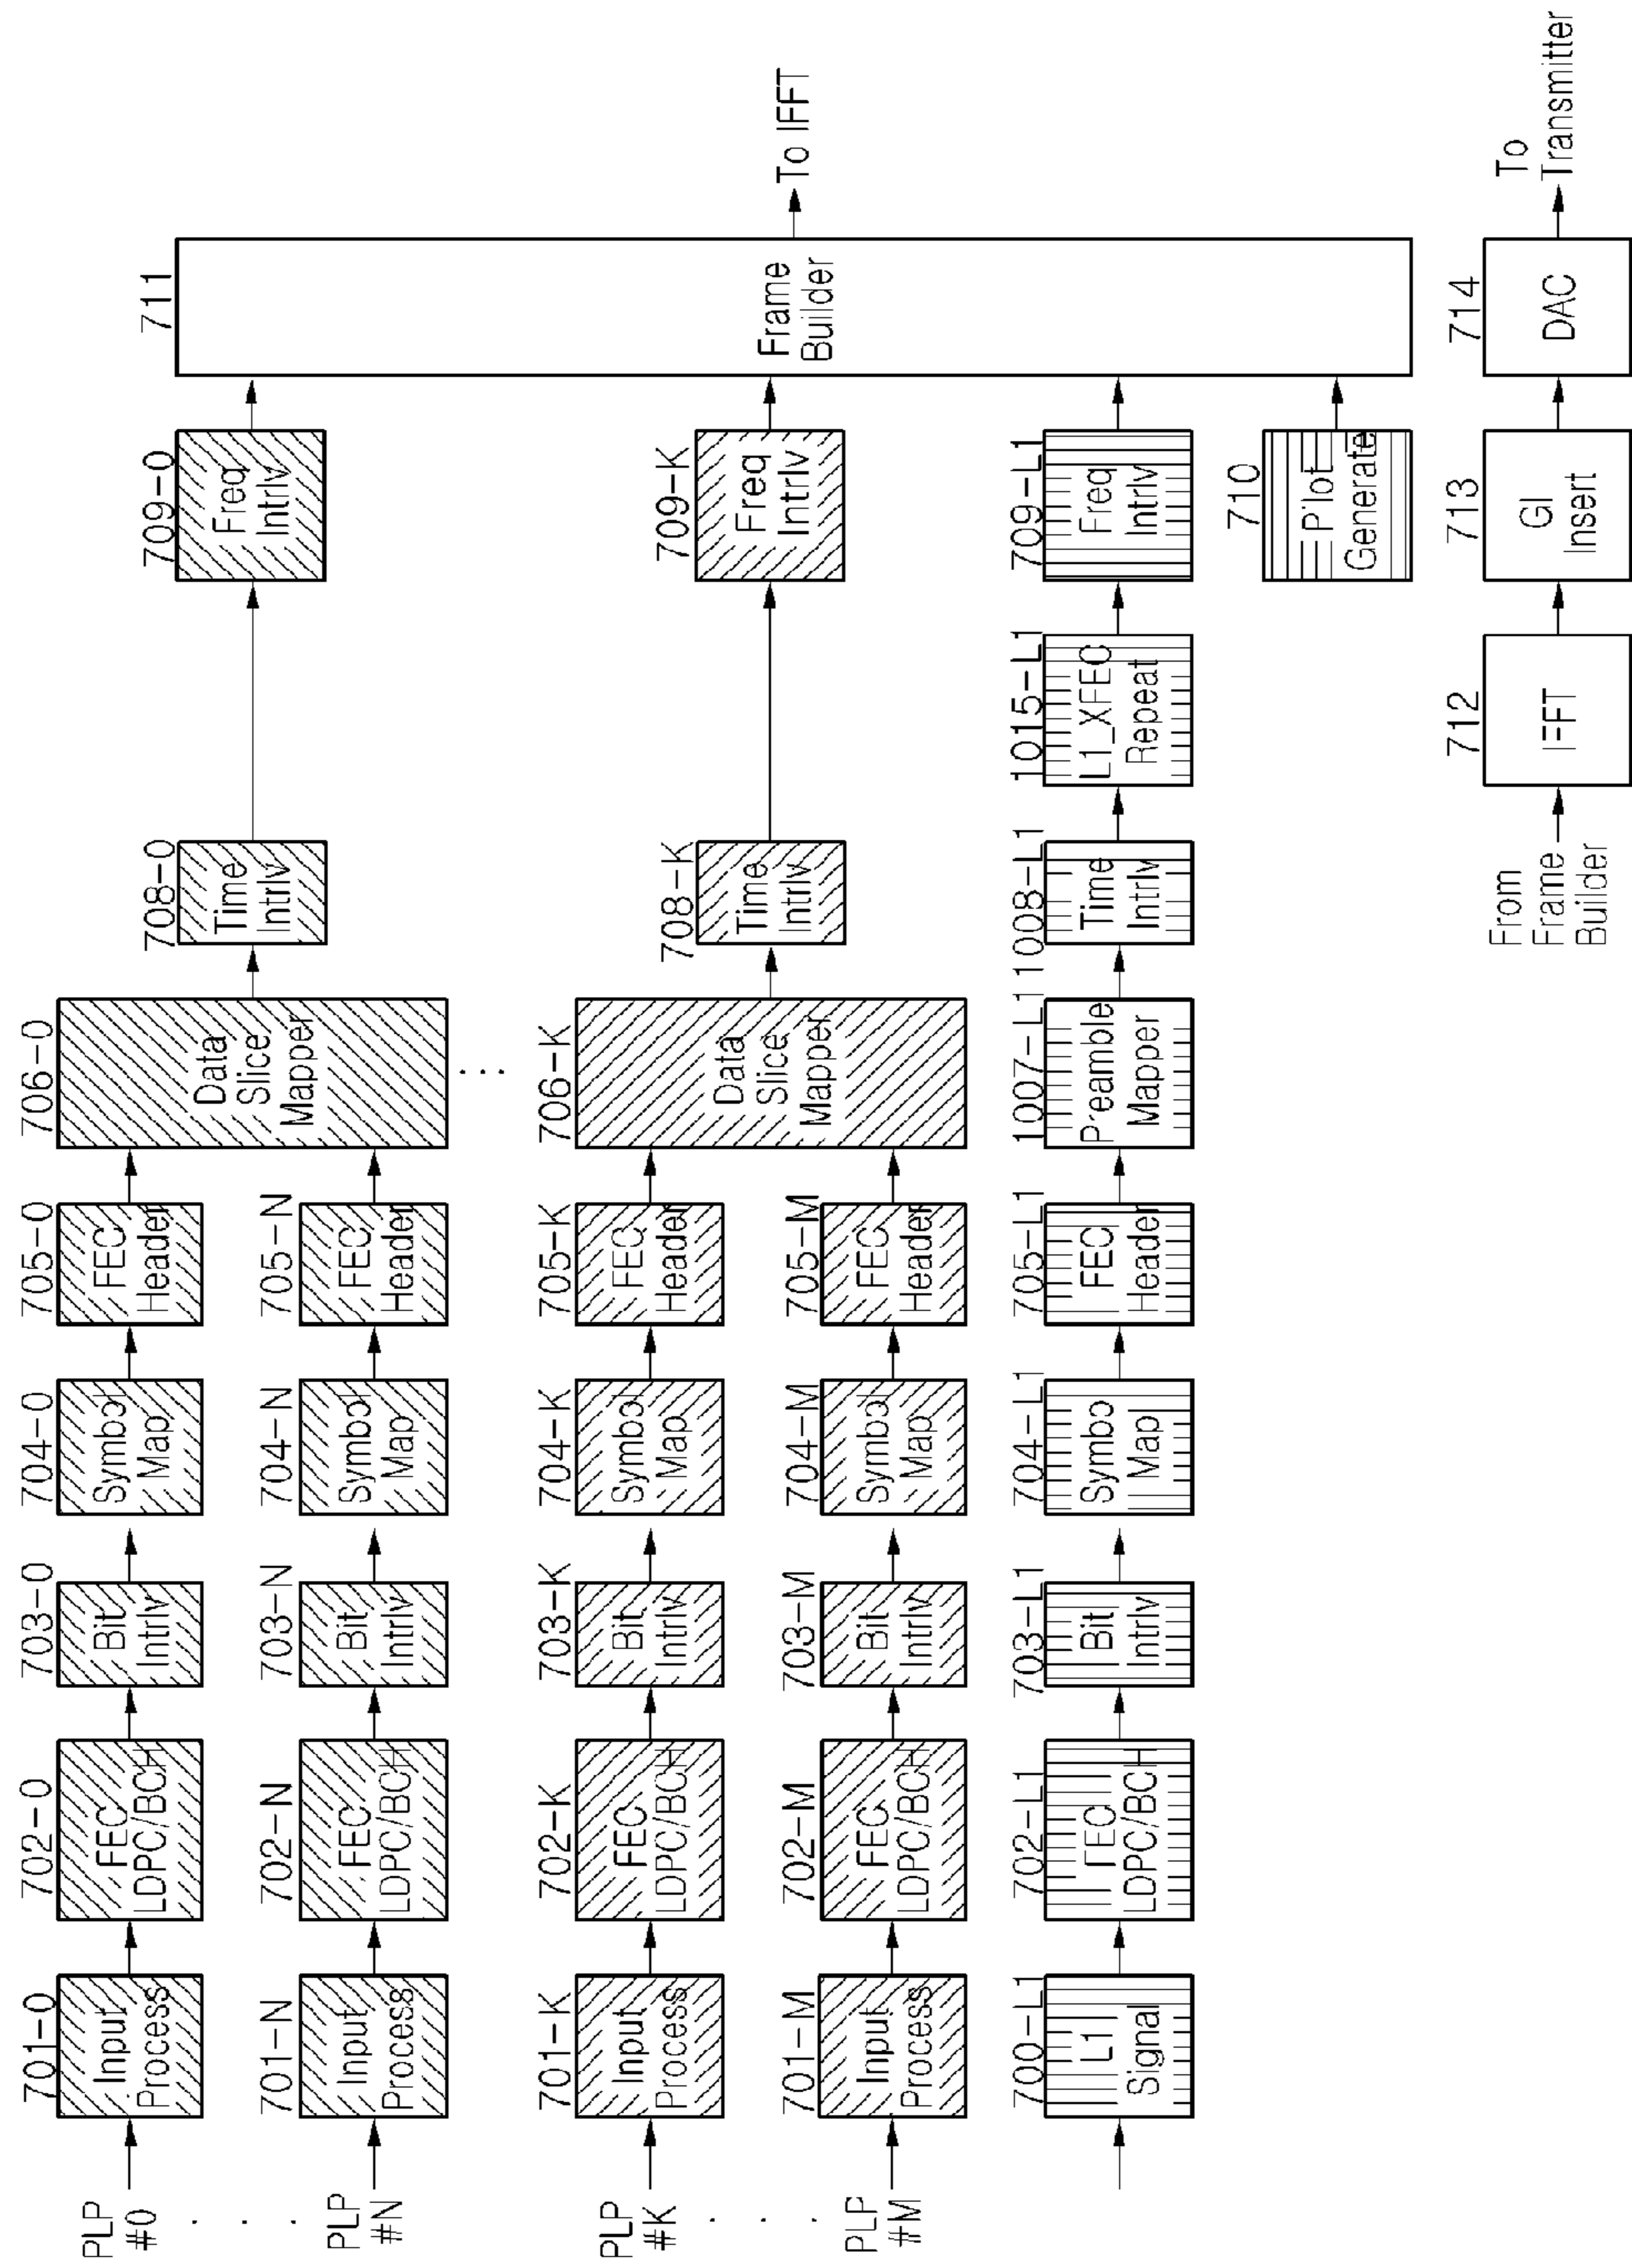 PLP
#0
701-0
Input
Process
702-0
FEC
LDPC/BCH
703-0
Bit
Intrlv
704-0
Symbol
Map
705-0
FEC
Header
706-0
Data
Slice
Mapper
708-0
Time
Intrlv
709-0
Freq
Intrlv
711
Frame
Builder
To IFFT
PLP
#N
701-N
Input
Process
702-N
FEC
LDPC/BCH
703-N
Bit
Intrlv
704-N
Symbol
Map
705-N
FEC
Header
PLP
#K
701-K
Input
Process
702-K
FEC
LDPC/BCH
703-K
Bit
Intrlv
704-K
Symbol
Map
705-K
FEC
Header
706-K
Data
Slice
Mapper
708-K
Time
Intrlv
709-K
Freq
Intrlv
PLP
#M
701-M
Input
Process
702-M
FEC
LDPC/BCH
703-M
Bit
Intrlv
704-M
Symbol
Map
705-M
FEC
Header
700-L1
L1
Signal
702-L1
FEC
LDPC/BCH
703-L1
Bit
Intrlv
704-L1
Symbol
Map
705-L1
FEC
Header
1007-L1
Preamble
Mapper
1008-L1
Time
Intrlv
1015-L1
L1_XFEC
Repeat
709-L1
Freq
Intrlv
710
Pilot
Generate
From
Frame
Builder
712
IFFT
713
GI
Insert
714
DAC
To
Transmitter